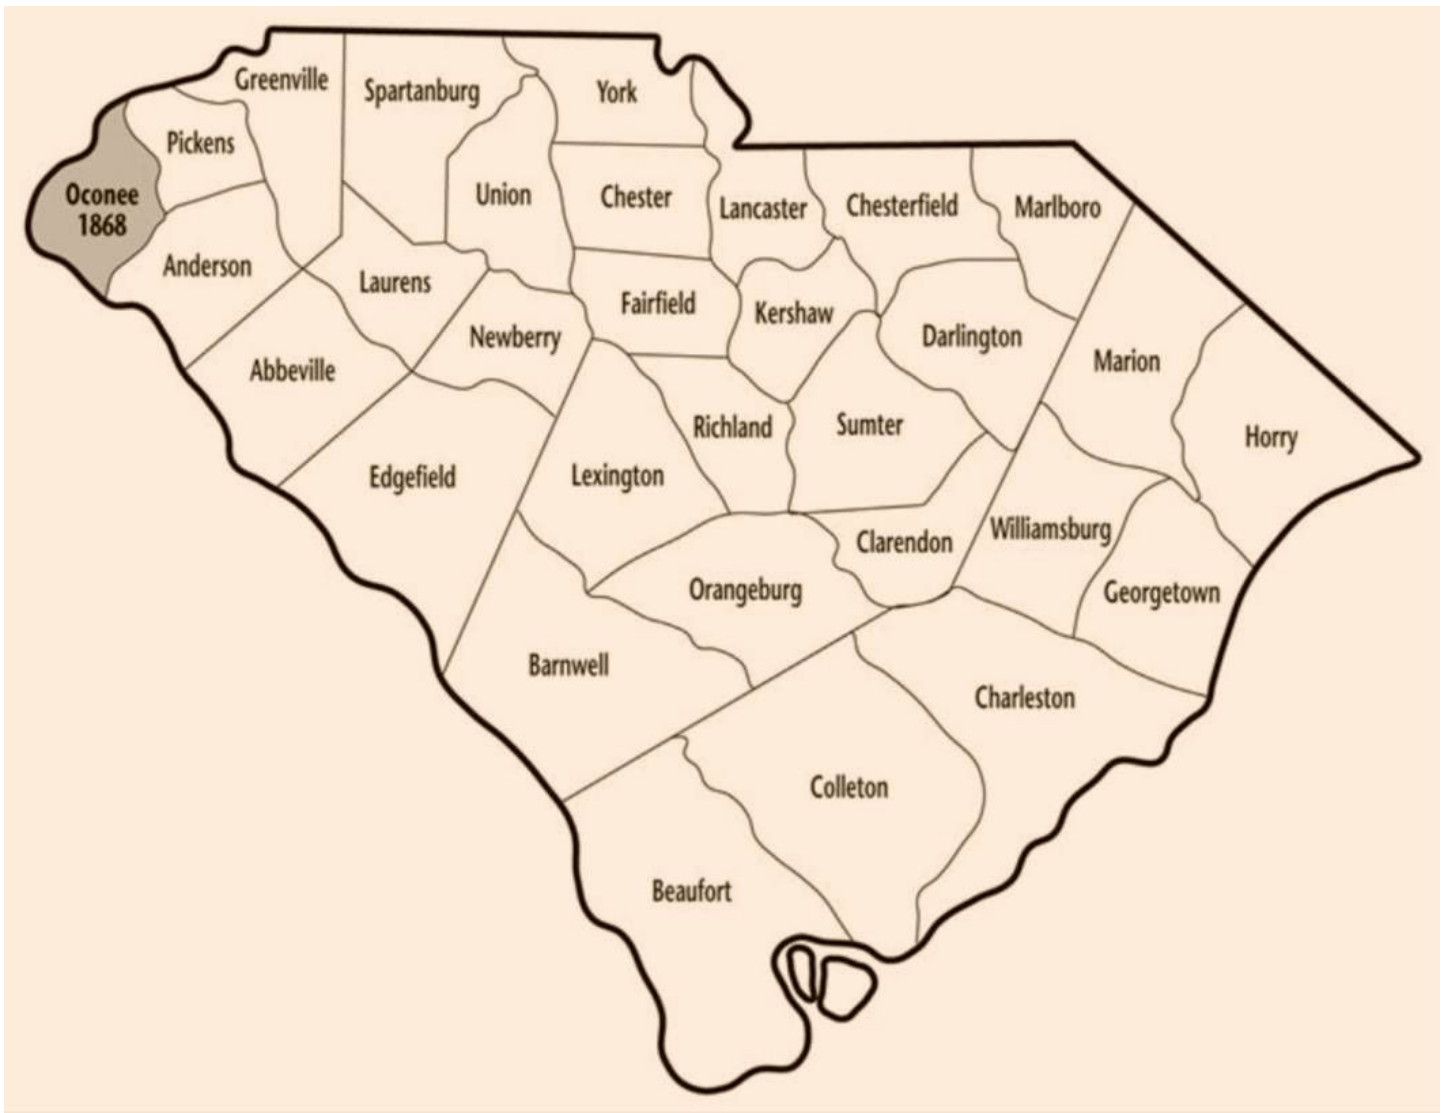 Greenville
Spartanburg
York
Pickens
Oconee
1868
Union
Chester
Lancaster
Chesterfield
Marlboro
Anderson
Laurens
Fairfield
Kershaw
Newberry
Darlington
Abbeville
Marion
Richland
Sumter
Horry
Edgefield
Lexington
Clarendon
Williamsburg
Orangeburg
Georgetown
Barnwell
Charleston
Colleton
Beaufort